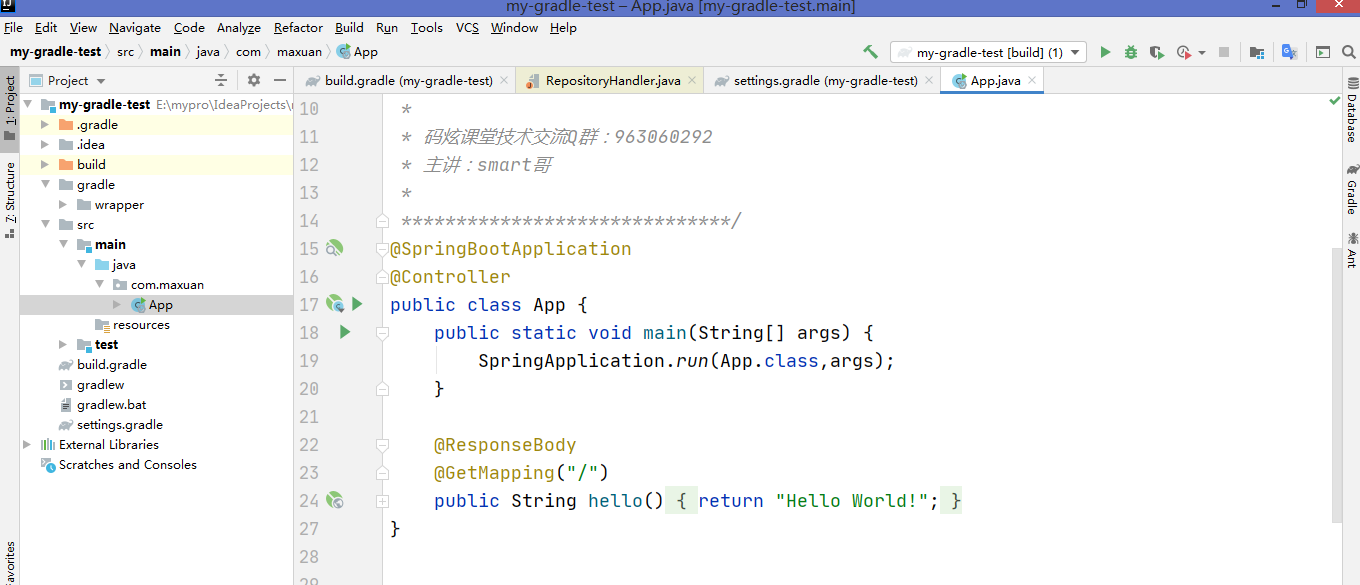 my-gradle-test – App.java [my-gradle-test.main]
File Edit View Navigate Code Analyze Refactor Build Run Tools VCS Window Help
my-gradle-test src main java com maxuan App
my-gradle-test [build] (1)
Project
build.gradle (my-gradle-test)
RepositoryHandler.java
settings.gradle (my-gradle-test)
App.java
1: Project
Z: Structure
avorites
my-gradle-test E:\mypro\IdeaProjects\
.gradle
.idea
build
gradle
wrapper
src
main
java
com.maxuan
App
resources
test
build.gradle
gradlew
gradlew.bat
settings.gradle
External Libraries
Scratches and Consoles
10 *
11 * 码炫课堂技术交流Q群：963060292
12 * 主讲：smart哥
13 *
14 ******************************/
15 @SpringBootApplication
16 @Controller
17 public class App {
18 public static void main(String[] args) {
19 SpringApplication.run(App.class,args);
20 }
21
22 @ResponseBody
23 @GetMapping("/")
24 public String hello() { return "Hello World!"; }
27 }
28
29
Database
Gradle
Ant